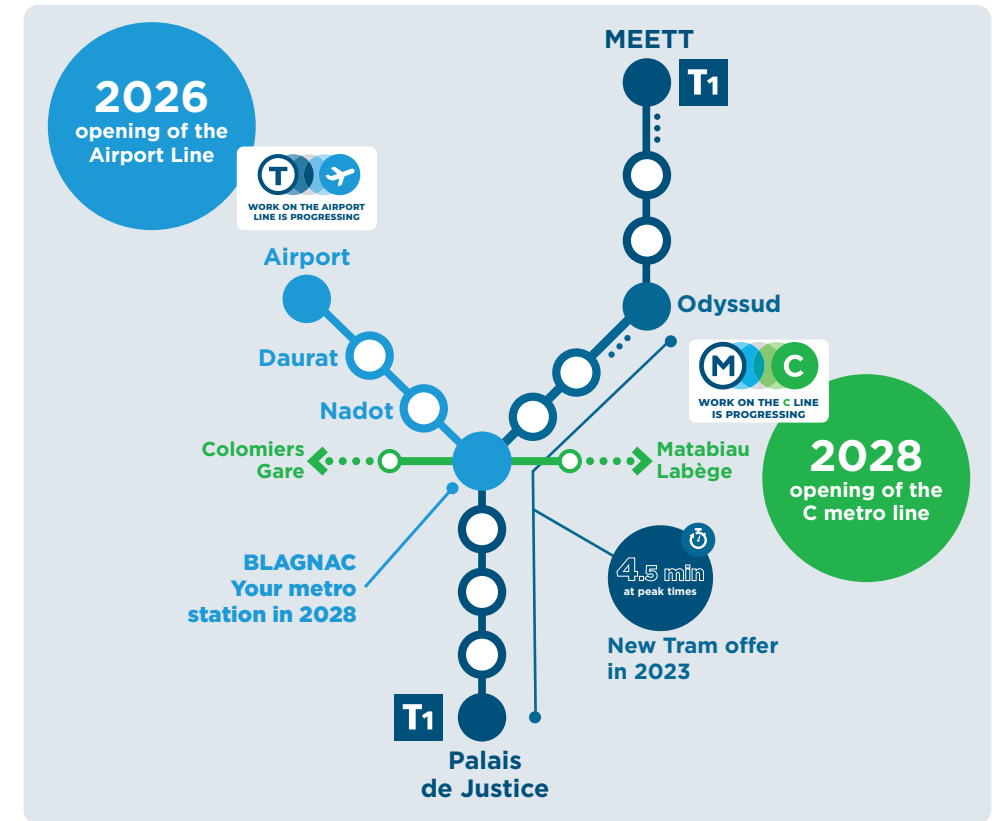 MEETT
T1
2026
opening of the
Airport Line
T
WORK ON THE AIRPORT
LINE IS PROGRESSING
Airport
Odyssud
Daurat
M C
WORK ON THE C LINE
IS PROGRESSING
Nadot
Colomiers
Gare
Matabiau
Labège
2028
opening of the
C metro line
BLAGNAC
Your metro
station in 2028
4.5 min
at peak times
New Tram offer
in 2023
T1
Palais
de Justice